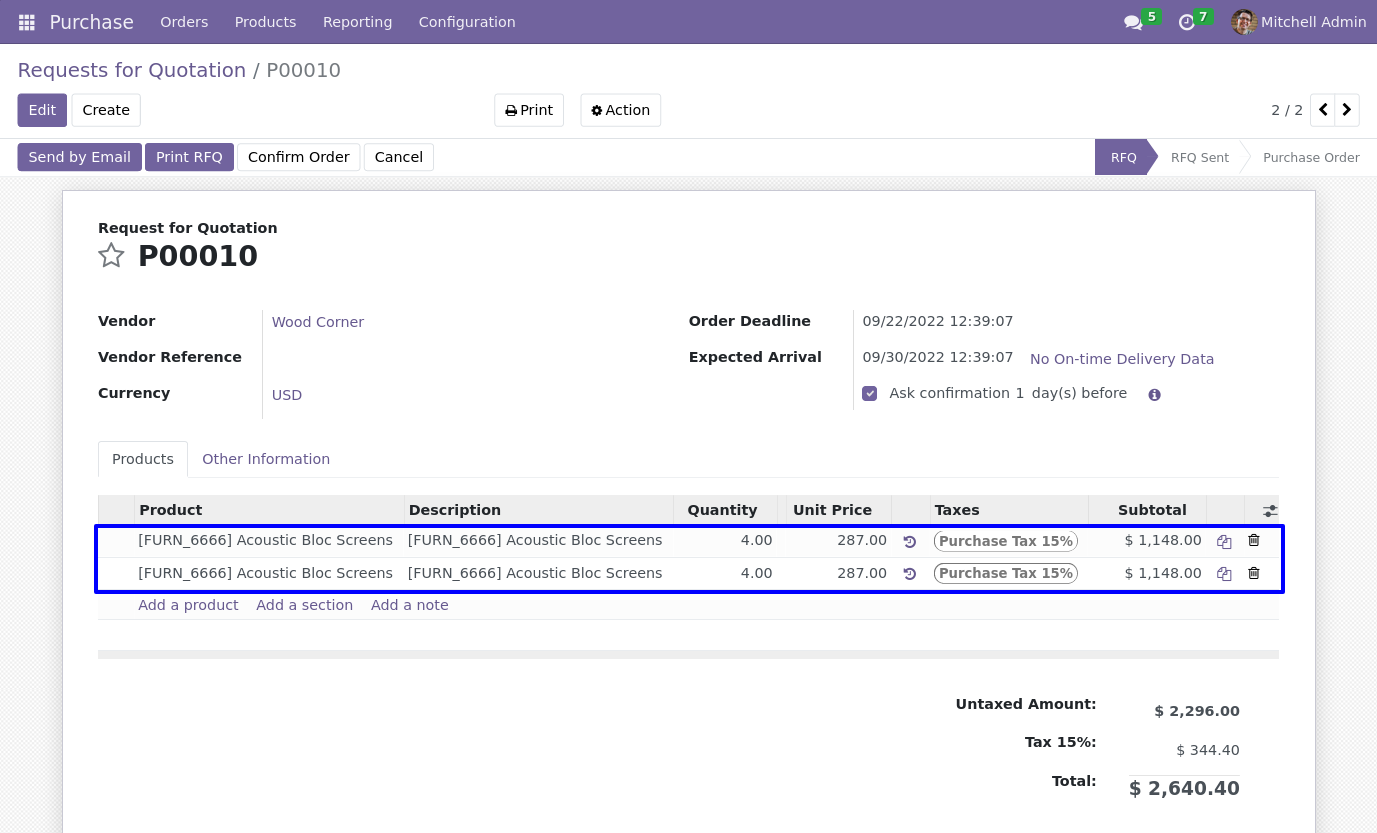 Purchase Orders Products Reporting Configuration 5 7 Mitchell Admin
Requests for Quotation / P00010
Edit Create Print Action 2 / 2
Send by Email Print RFQ Confirm Order Cancel RFQ RFQ Sent Purchase Order
Request for Quotation
P00010
Vendor Wood Corner Order Deadline 09/22/2022 12:39:07
Vendor Reference Expected Arrival 09/30/2022 12:39:07 No On-time Delivery Data
Currency USD Ask confirmation 1 day(s) before
Products Other Information
Product Description Quantity Unit Price Taxes Subtotal
[FURN_6666] Acoustic Bloc Screens [FURN_6666] Acoustic Bloc Screens 4.00 287.00 Purchase Tax 15% $ 1,148.00
[FURN_6666] Acoustic Bloc Screens [FURN_6666] Acoustic Bloc Screens 4.00 287.00 Purchase Tax 15% $ 1,148.00
Add a product Add a section Add a note
Untaxed Amount: $ 2,296.00
Tax 15%: $ 344.40
Total: $ 2,640.40